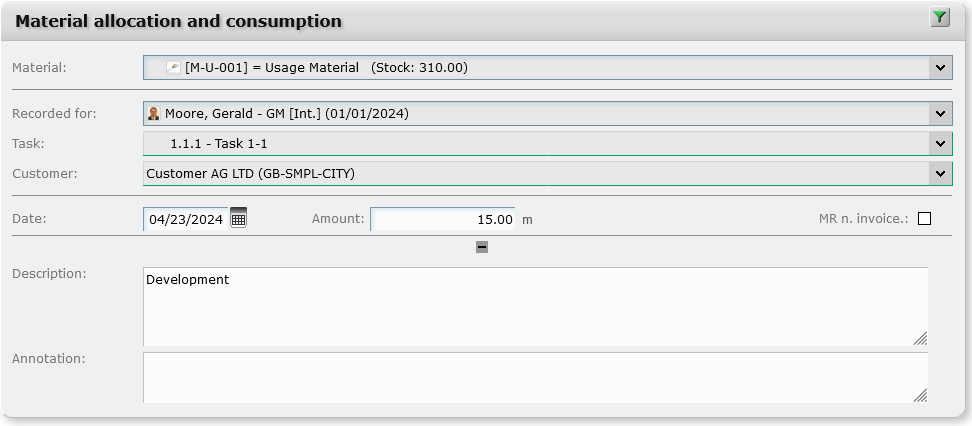 Material allocation and consumption
Material: [M-U-001] = Usage Material (Stock: 310.00)
Recorded for: Moore, Gerald - GM [Int.] (01/01/2024)
Task: 1.1.1 - Task 1-1
Customer: Customer AG LTD (GB-SMPL-CITY)
Date: 04/23/2024 Amount: 15.00 m MR n. invoice.:
Description: Development
Annotation: